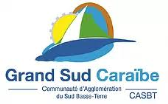 Grand Sud Caraïbe
Communauté d'Agglomération
du Sud Basse-Terre
CASBT